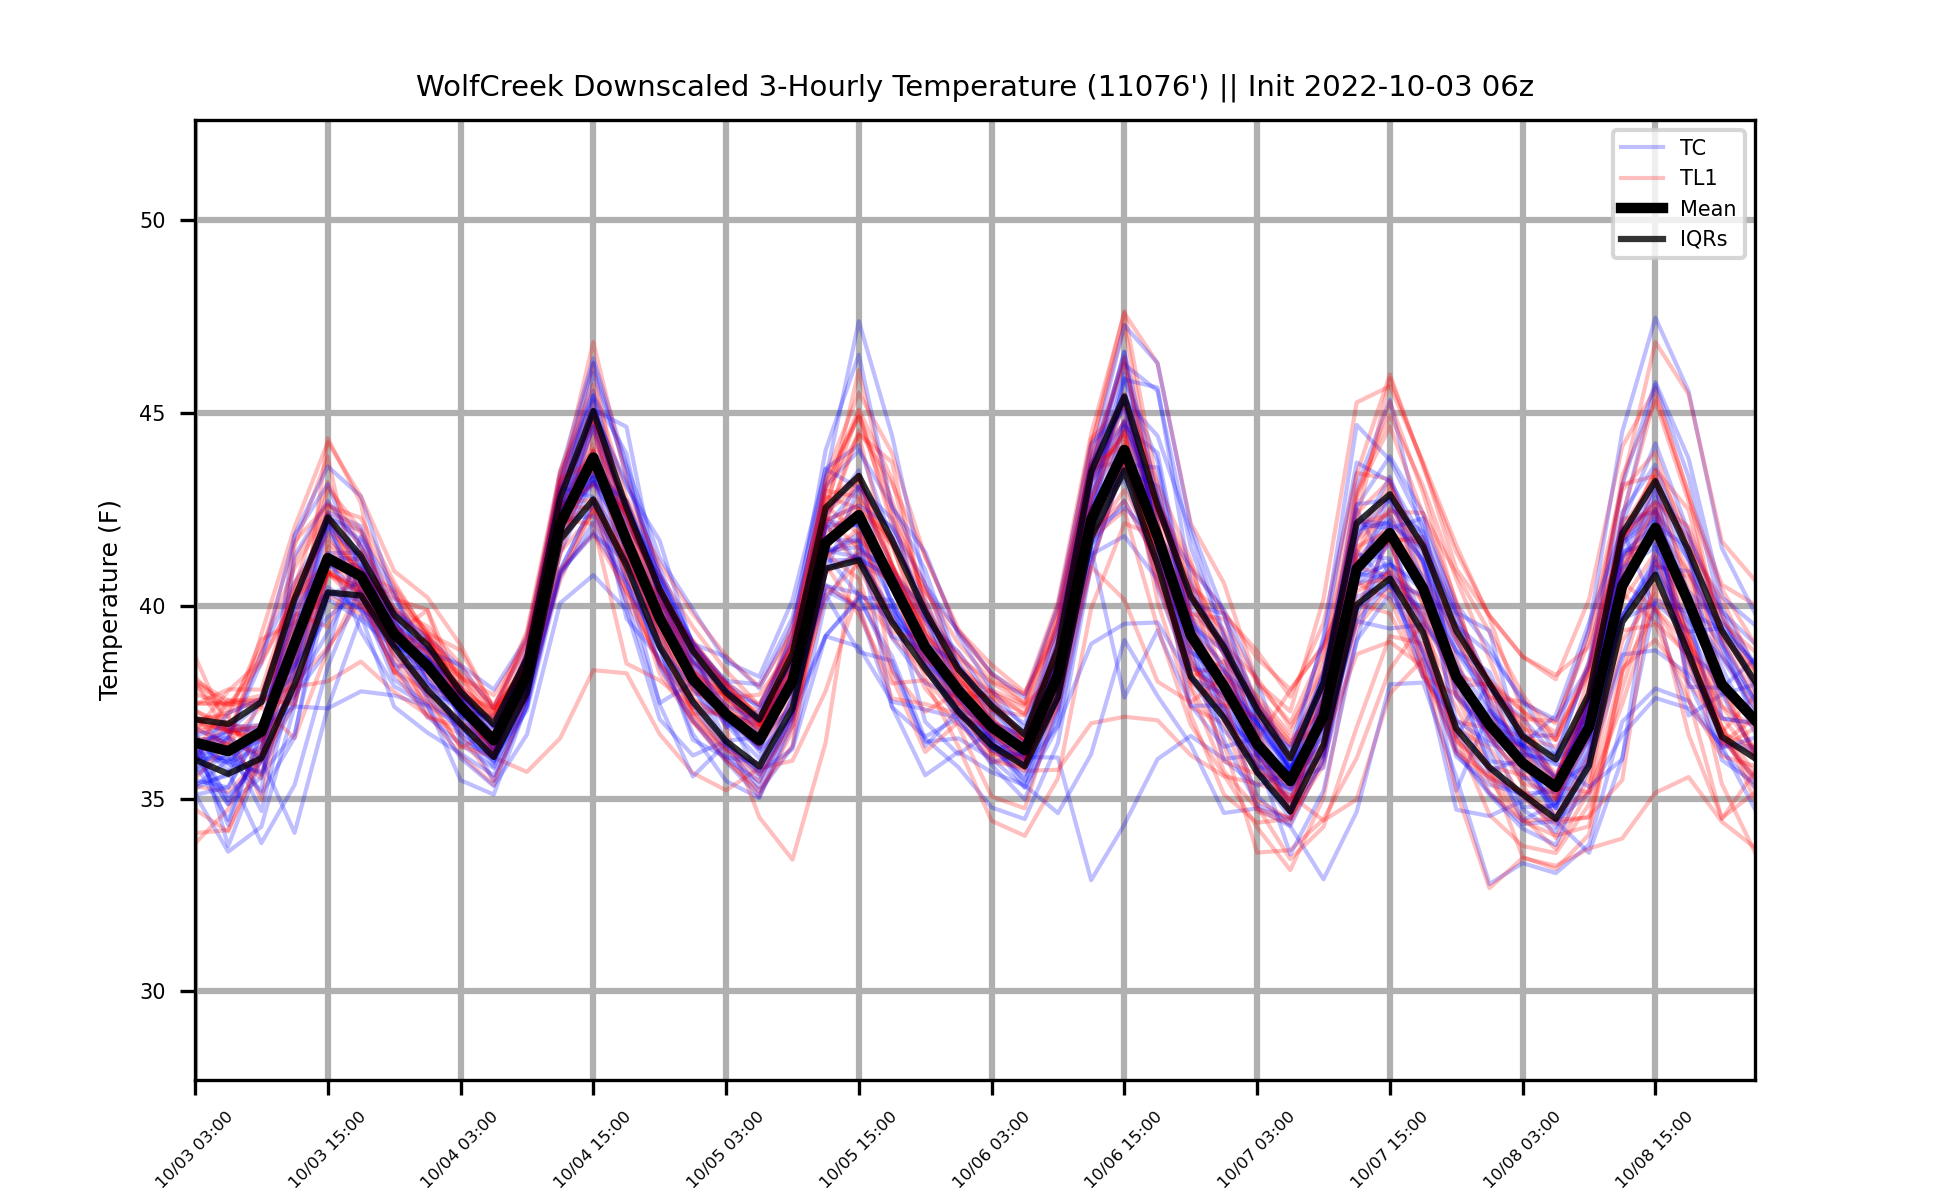 WolfCreek Downscaled 3-Hourly Temperature (11076') || Init 2022-10-03 06z
TC
TL1
Mean
IQRs
Temperature (F)
50
45
40
35
30
10/03 03:00
10/03 15:00
10/04 03:00
10/04 15:00
10/05 03:00
10/05 15:00
10/06 03:00
10/06 15:00
10/07 03:00
10/07 15:00
10/08 03:00
10/08 15:00